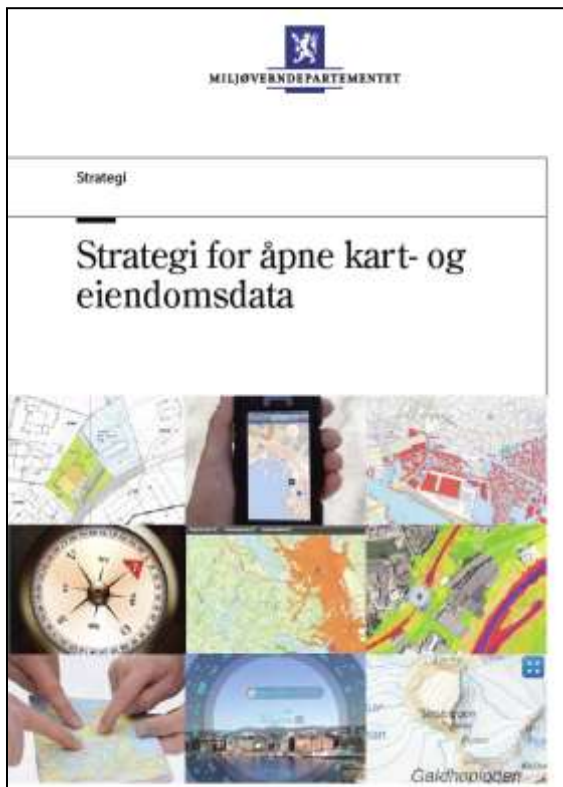 MILJØVERNDEPARTEMENTET
Strategi
Strategi for åpne kart- og
eiendomsdata
Galdhøpiggen